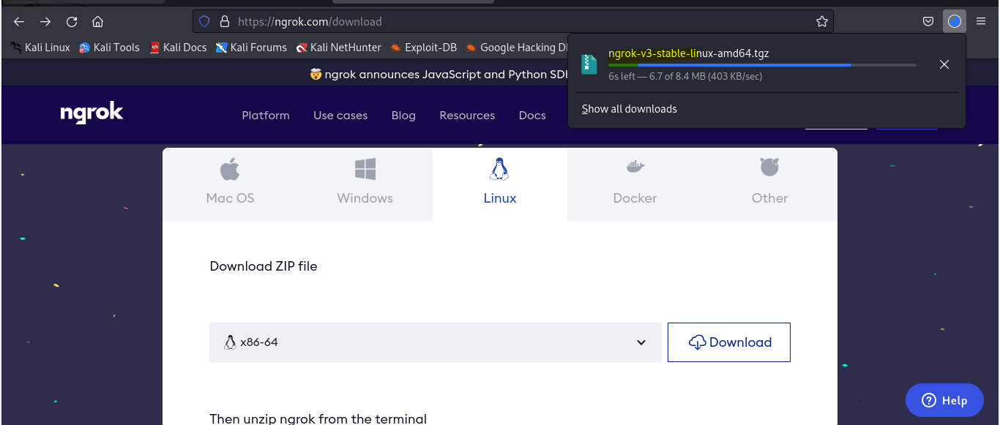 https://ngrok.com/download
Kali Linux Kali Tools Kali Docs Kali Forums Kali NetHunter Exploit-DB Google Hacking
ngrok-v3-stable-linux-amd64.tgz
6s left — 6.7 of 8.4 MB (403 KB/sec)
Show all downloads
🤯 ngrok announces JavaScript and Python
ngrok
Platform Use cases Blog Resources Docs
Mac OS Windows Linux Docker Other
Download ZIP file
x86-64
Download
Then unzip ngrok from the terminal
Help